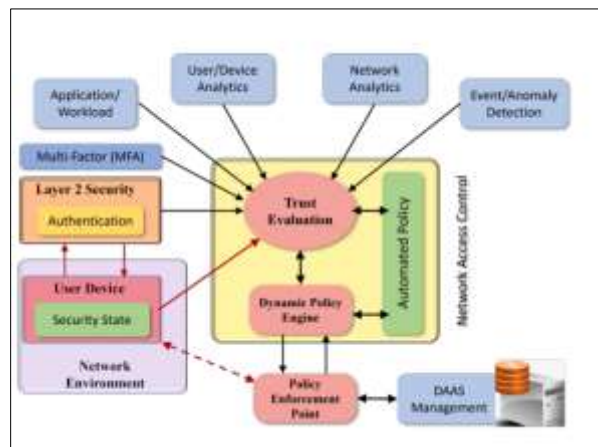 User/Device
Analytics
Network
Analytics
Application/
Workload
Event/Anomaly
Detection
Multi-Factor (MFA)
Layer 2 Security
Authentication
Trust
Evaluation
Automated Policy
Network Access Control
User Device
Security State
Dynamic Policy
Engine
Network
Environment
Policy
Enforcement
Point
DAAS
Management